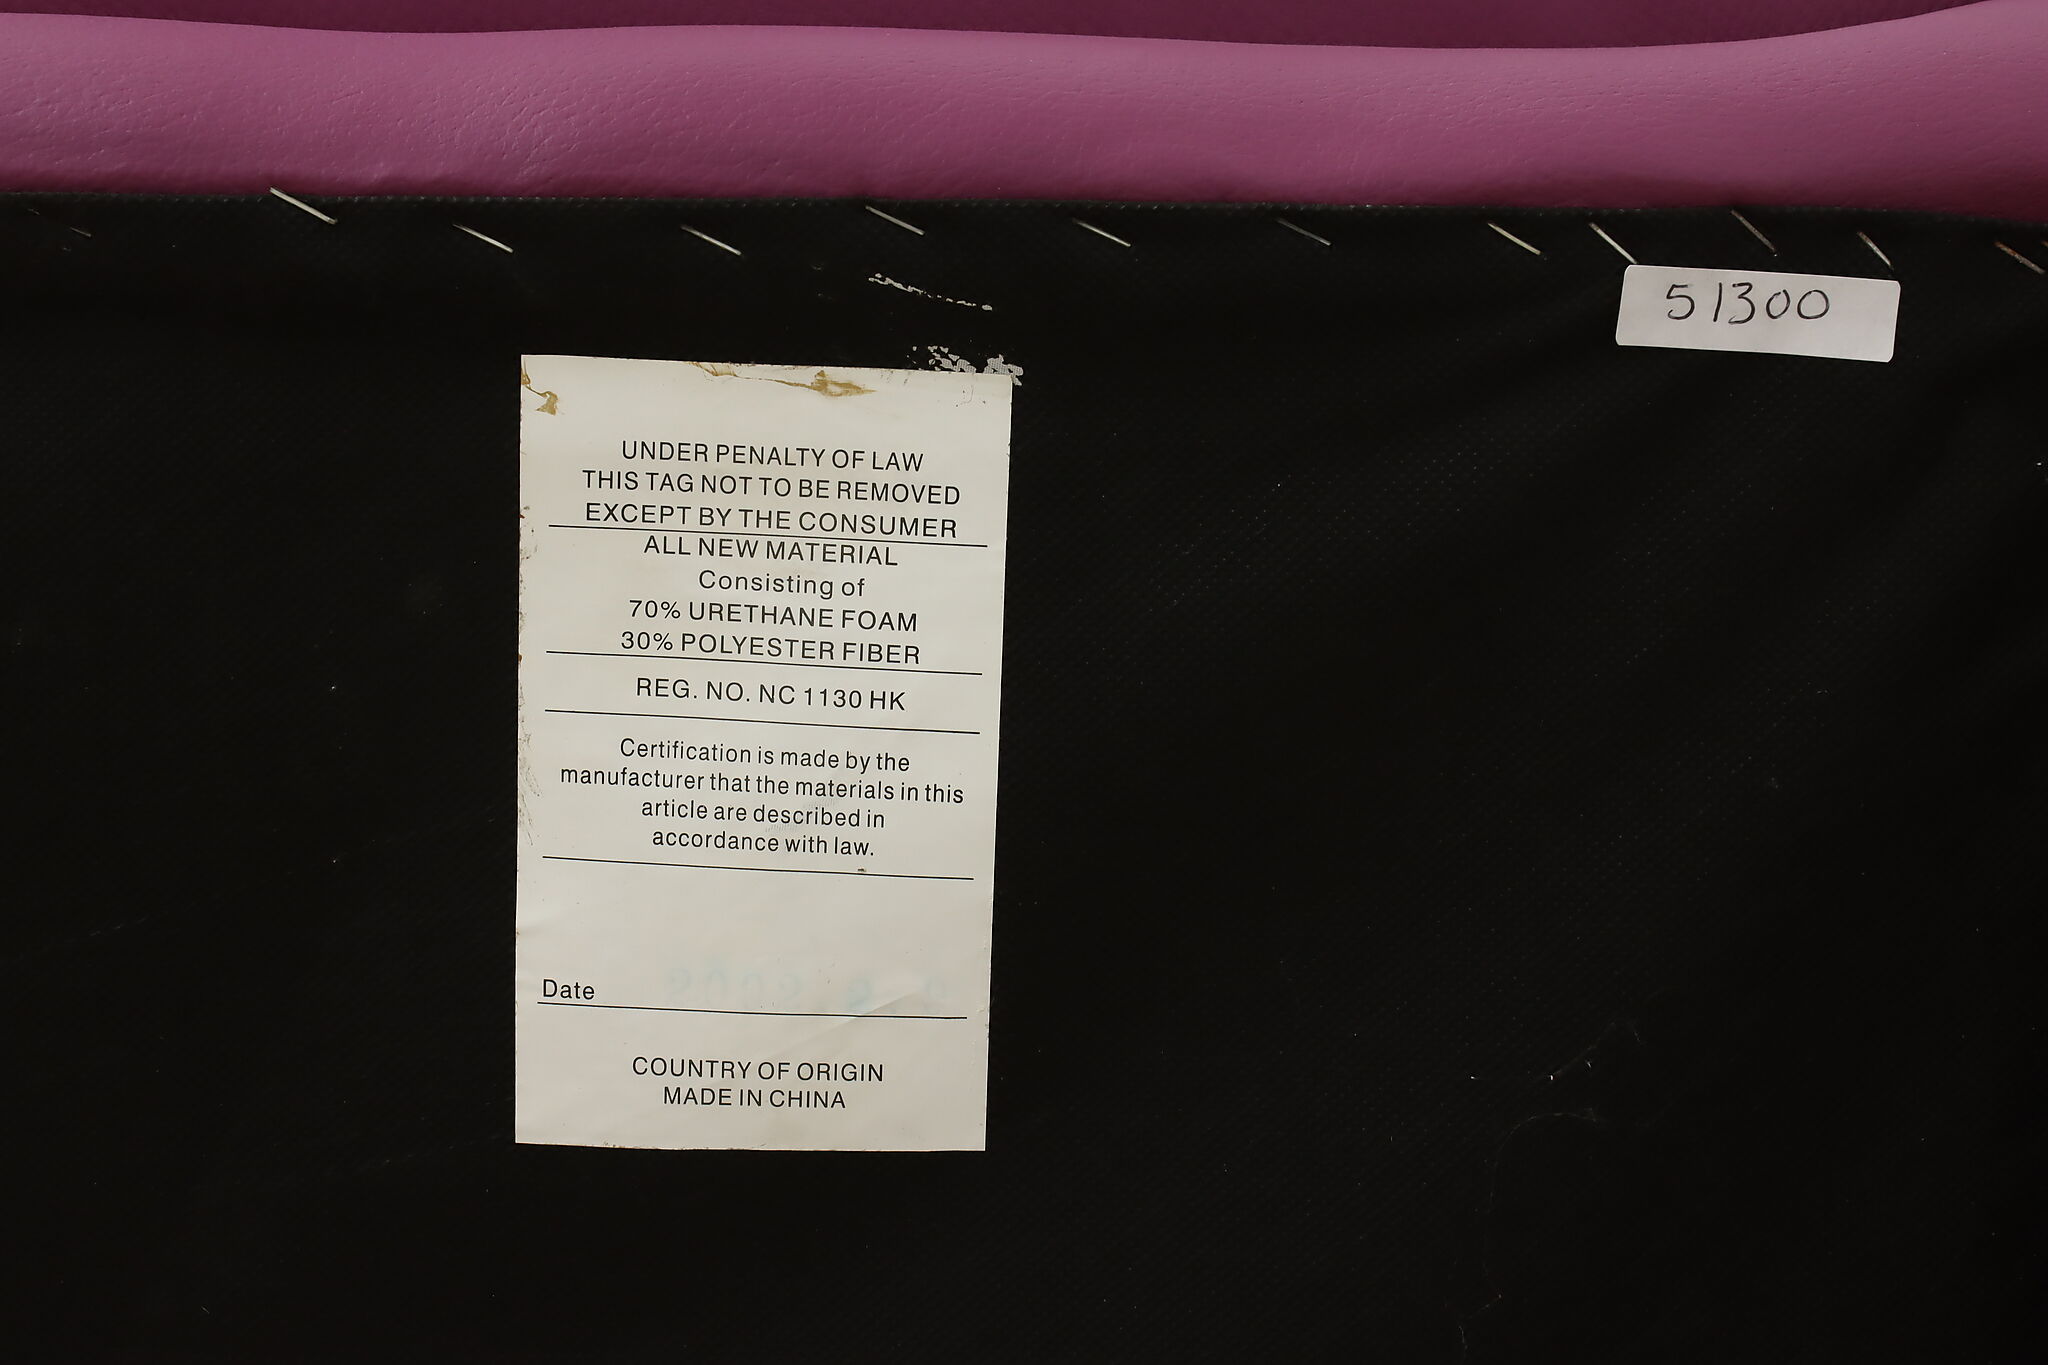 51300
UNDER PENALTY OF LAW
THIS TAG NOT TO BE REMOVED
EXCEPT BY THE CONSUMER
ALL NEW MATERIAL
Consisting of
70% URETHANE FOAM
30% POLYESTER FIBER
REG. NO. NC 1130 HK
Certification is made by the
manufacturer that the materials in this
article are described in
accordance with law.
Date
COUNTRY OF ORIGIN
MADE IN CHINA